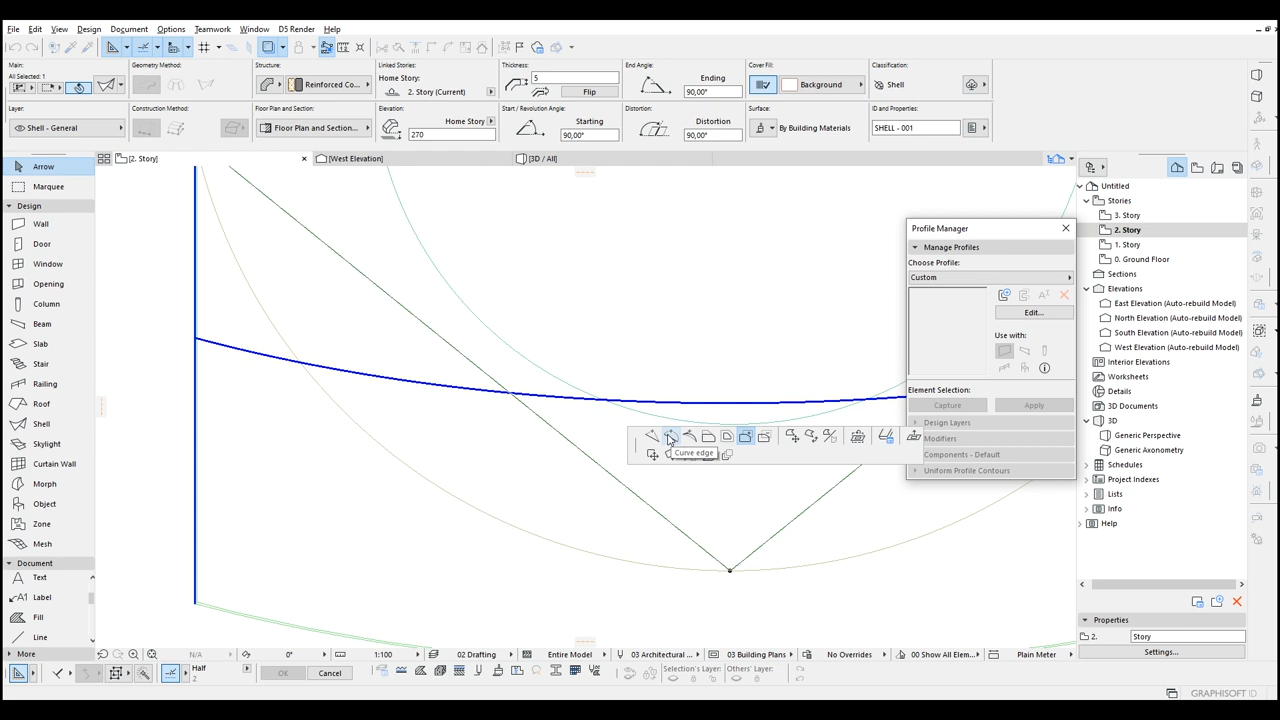 File Edit View Design Document Options Teamwork Window D5 Render Help
Main: Geometry Method: Linked Stories: Thickness: End Angle: Cover Fill: Classification:
All Selected: 1
Home Story: 5 Ending
Reinforced Co... 2. Story (Current) Flip 90,00° Background Shell
Layer: Construction Method: Floor Plan and Section: Elevation: Home Story Start / Revolution Angle: Distortion: Surface: ID and Properties:
Starting Distortion
Shell - General Floor Plan and Section... 270 90,00° 90,00° By Building Materials SHELL - 001
[2. Story] [West Elevation] [3D / All]
Arrow
Marquee
Design
Wall
Door
Window
Opening
Column
Beam
Slab
Stair
Railing
Roof
Shell
Skylight
Curtain Wall
Morph
Object
Zone
Mesh
Document
Text
Label
Fill
Line
More
Curve edge
Profile Manager
Manage Profiles
Choose Profile:
Custom
Edit...
Use with:
Element Selection:
Capture Apply
Design Layers
Modifiers
Components - Default
Uniform Profile Contours
Untitled
Stories
3. Story
2. Story
1. Story
0. Ground Floor
Sections
Elevations
East Elevation (Auto-rebuild Model)
North Elevation (Auto-rebuild Model)
South Elevation (Auto-rebuild Model)
West Elevation (Auto-rebuild Model)
Interior Elevations
Worksheets
Details
3D Documents
3D
Generic Perspective
Generic Axonometry
Schedules
Project Indexes
Lists
Info
Help
Properties
2. Story
Settings...
N/A 0° 1:100 02 Drafting Entire Model 03 Architectural ... 03 Building Plans No Overrides 00 Show All Elem... Plain Meter
Half
2
OK Cancel Selection's Layer: Others' Layer:
GRAPHISOFT ID